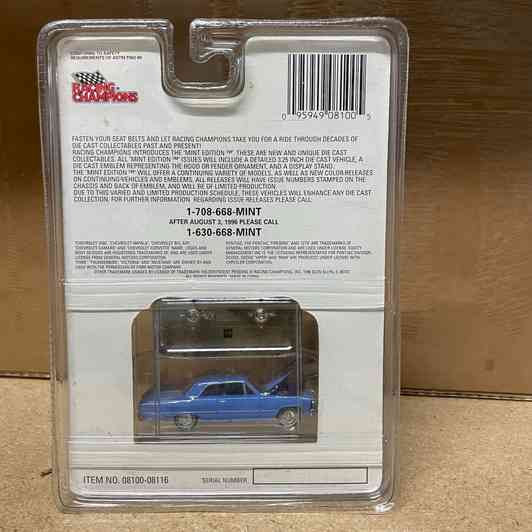 CONFORMS TO SAFETY
REQUIREMENTS OF ASTM F963
RACING
CHAMPIONS
0 95949 08100 5
FASTEN YOUR SEAT BELTS AND LET RACING CHAMPIONS TAKE YOU FOR A RIDE THROUGH DECADES OF
DIE CAST COLLECTABLES PAST AND PRESENT!
RACING CHAMPIONS INTRODUCES THE "MINT EDITION ™". THESE ARE NEW AND UNIQUE DIE CAST
COLLECTABLES. ALL "MINT EDITION ™" ISSUES WILL INCLUDE A DETAILED 3.25 INCH DIE CAST VEHICLE, A
DIE CAST EMBLEM REPRESENTING THE HOOD OR FENDER ORNAMENT, AND A DISPLAY STAND.
THE "MINT EDITION ™" WILL OFFER A CONTINUING VARIETY OF MODELS, AS WELL AS NEW COLOR RELEASES
ON CONTINUING VEHICLES AND EMBLEMS. ALL RELEASES WILL HAVE ISSUE NUMBERS STAMPED ON THE
CHASSIS AND BACK OF EMBLEM, AND WILL BE OF LIMITED PRODUCTION.
DUE TO THIS VARIED AND LIMITED PRODUCTION SCHEDULE, THESE VEHICLES WILL ENHANCE ANY DIE CAST
COLLECTION. FOR FURTHER INFORMATION REGARDING ISSUE RELEASES PLEASE CALL:
1-708-668-MINT
AFTER AUGUST 3, 1996 PLEASE CALL
1-630-668-MINT
ITEM NO. 08100-08116
SERIAL NUMBER